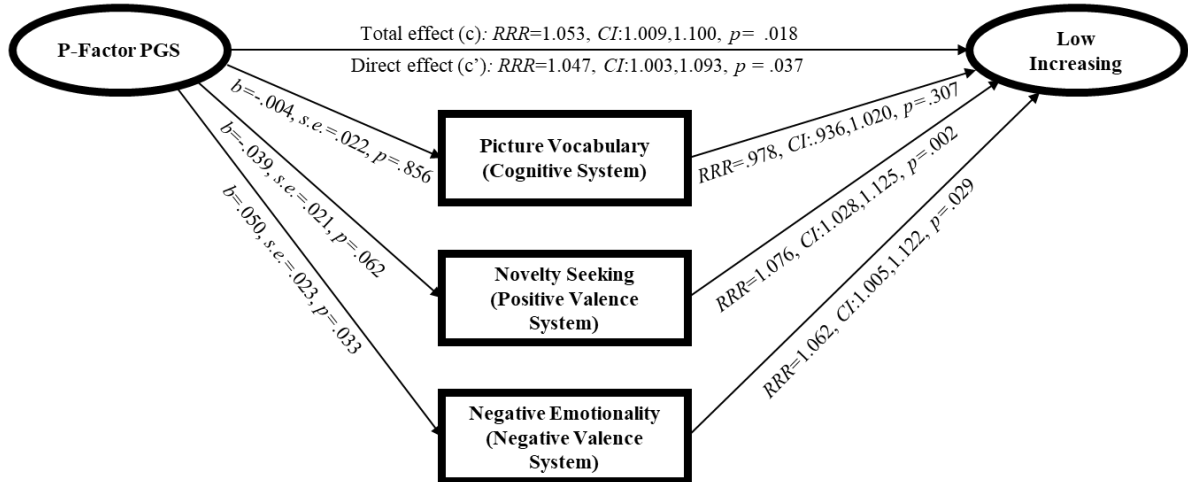 P-Factor PGS
Total effect (c): RRR=1.053, CI:1.009,1.100, p= .018
Direct effect (c’): RRR=1.047, CI:1.003,1.093, p = .037
Low
Increasing
b=-.004, s.e.=.022, p=.856
Picture Vocabulary
(Cognitive System)
RRR=.978, CI:.936,1.020, p=.307
b=-.039, s.e.=.021, p=.062
Novelty Seeking
(Positive Valence
System)
RRR=1.076, CI:1.028,1.125, p=.002
b=.050, s.e.=.023, p=.033
Negative Emotionality
(Negative Valence
System)
RRR=1.062, CI:1.005,1.122, p=.029